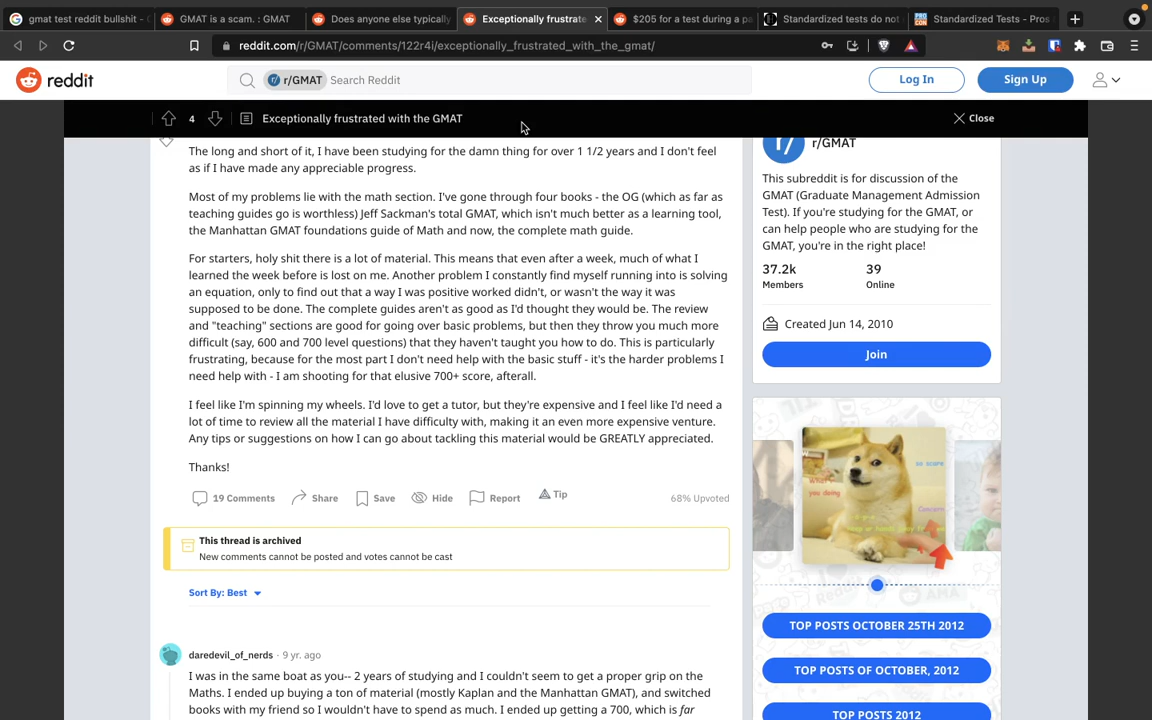 gmat test reddit bullshit - G
GMAT is a scam. : GMAT
Does anyone else typically
Exceptionally frustrate
$205 for a test during a pa
Standardized tests do not
PRO CON
Standardized Tests - Pros &
reddit.com/r/GMAT/comments/122r4i/exceptionally_frustrated_with_the_gmat/
reddit
r/GMAT
Search Reddit
Log In
Sign Up
4
Exceptionally frustrated with the GMAT
Close
The long and short of it, I have been studying for the damn thing for over 1 1/2 years and I don't feel
as if I have made any appreciable progress.
Most of my problems lie with the math section. I've gone through four books - the OG (which as far as
teaching guides go is worthless) Jeff Sackman's total GMAT, which isn't much better as a learning tool,
the Manhattan GMAT foundations guide of Math and now, the complete math guide.
For starters, holy shit there is a lot of material. This means that even after a week, much of what I
learned the week before is lost on me. Another problem I constantly find myself running into is solving
an equation, only to find out that a way I was positive worked didn't, or wasn't the way it was
supposed to be done. The complete guides aren't as good as I'd thought they would be. The review
and "teaching" sections are good for going over basic problems, but then they throw you much more
difficult (say, 600 and 700 level questions) that they haven't taught you how to do. This is particularly
frustrating, because for the most part I don't need help with the basic stuff - it's the harder problems I
need help with - I am shooting for that elusive 700+ score, afterall.
I feel like I'm spinning my wheels. I'd love to get a tutor, but they're expensive and I feel like I'd need a
lot of time to review all the material I have difficulty with, making it an even more expensive venture.
Any tips or suggestions on how I can go about tackling this material would be GREATLY appreciated.
Thanks!
19 Comments
Share
Save
Hide
Report
Tip
68% Upvoted
This thread is archived
New comments cannot be posted and votes cannot be cast
Sort By: Best
daredevil_of_nerds · 9 yr. ago
I was in the same boat as you-- 2 years of studying and I couldn't seem to get a proper grip on the
Maths. I ended up buying a ton of material (mostly Kaplan and the Manhattan GMAT), and switched
books with my friend so I wouldn't have to spend as much. I ended up getting a 700, which is far
r/
r/GMAT
This subreddit is for discussion of the
GMAT (Graduate Management Admission
Test). If you're studying for the GMAT, or
can help people who are studying for the
GMAT, you're in the right place!
37.2k
Members
39
Online
Created Jun 14, 2010
Join
so scope
What r
you doing
Concern
TOP POSTS OCTOBER 25TH 2012
TOP POSTS OF OCTOBER, 2012
TOP POSTS 2012